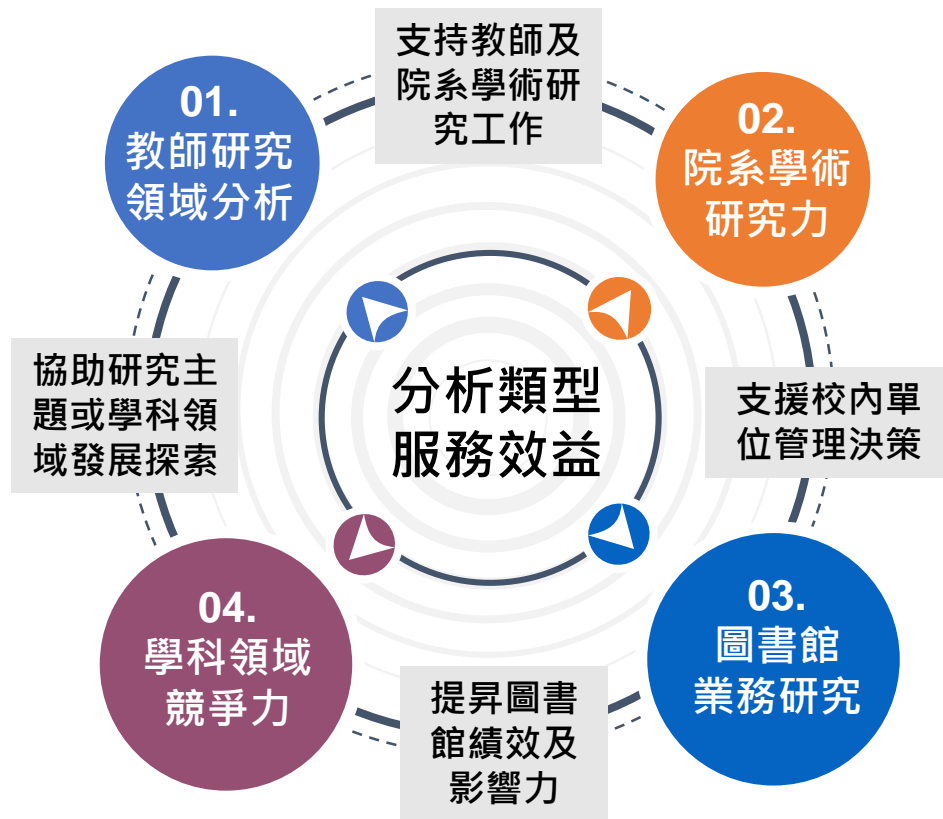 支持教師及
院系學術研
究工作
01.
教師研究
領域分析
02.
院系學術
研究力
協助研究主
題或學科領
域發展探索
分析類型
服務效益
支援校內單
位管理決策
04.
學科領域
競爭力
03.
圖書館
業務研究
提昇圖書
館績效及
影響力